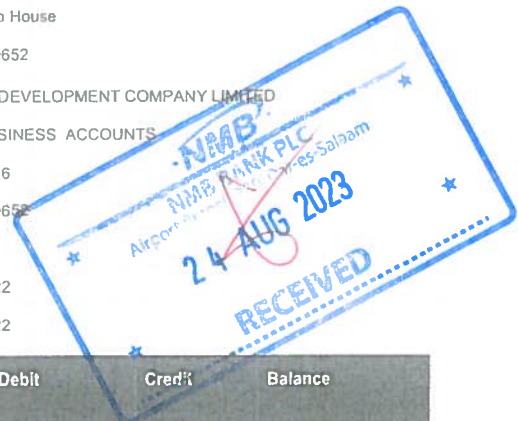 House
652
DEVELOPMENT COMPANY LIMITED
SINESS ACCOUNTS
6
652
2
2
NMB
NMB BANK PLC
Airport Dar-es-Salaam
24 AUG 2023
RECEIVED
Debit Credit Balance